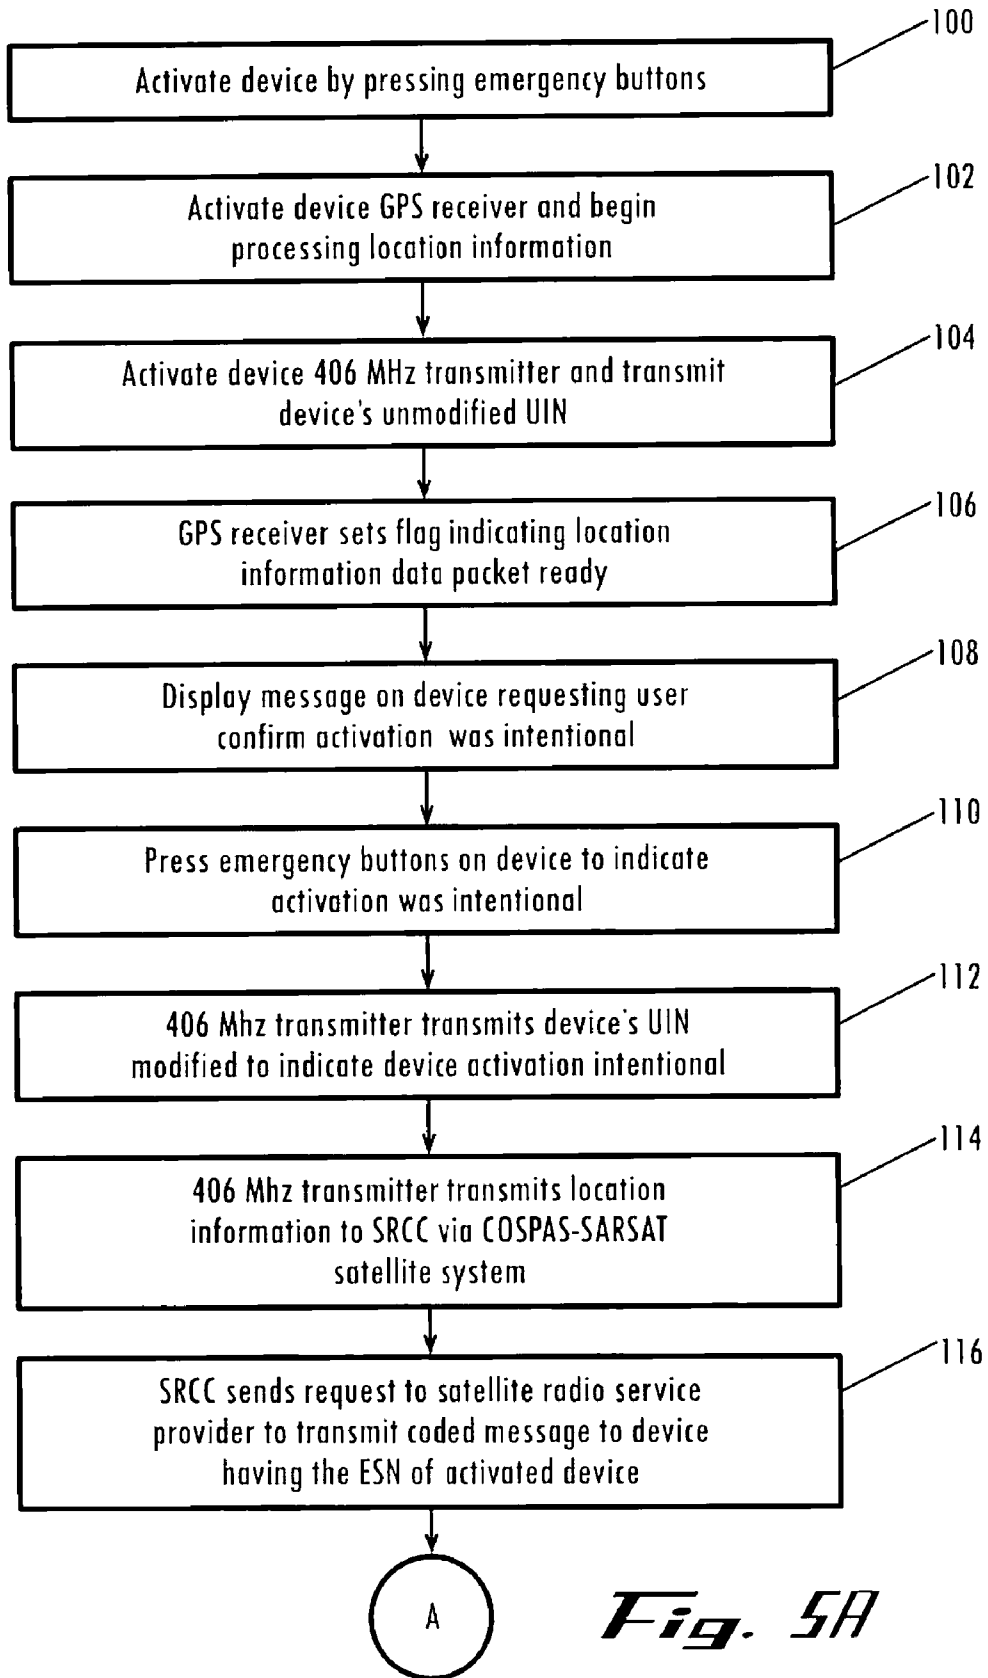 100
Activate device by pressing emergency buttons
102
Activate device GPS receiver and begin
processing location information
104
Activate device 406 MHz transmitter and transmit
device's unmodified UIN
106
GPS receiver sets flag indicating location
information data packet ready
108
Display message on device requesting user
confirm activation was intentional
110
Press emergency buttons on device to indicate
activation was intentional
112
406 Mhz transmitter transmits device's UIN
modified to indicate device activation intentional
114
406 Mhz transmitter transmits location
information to SRCC via COSPAS-SARSAT
satellite system
116
SRCC sends request to satellite radio service
provider to transmit coded message to device
having the ESN of activated device
A
Fig. 5A